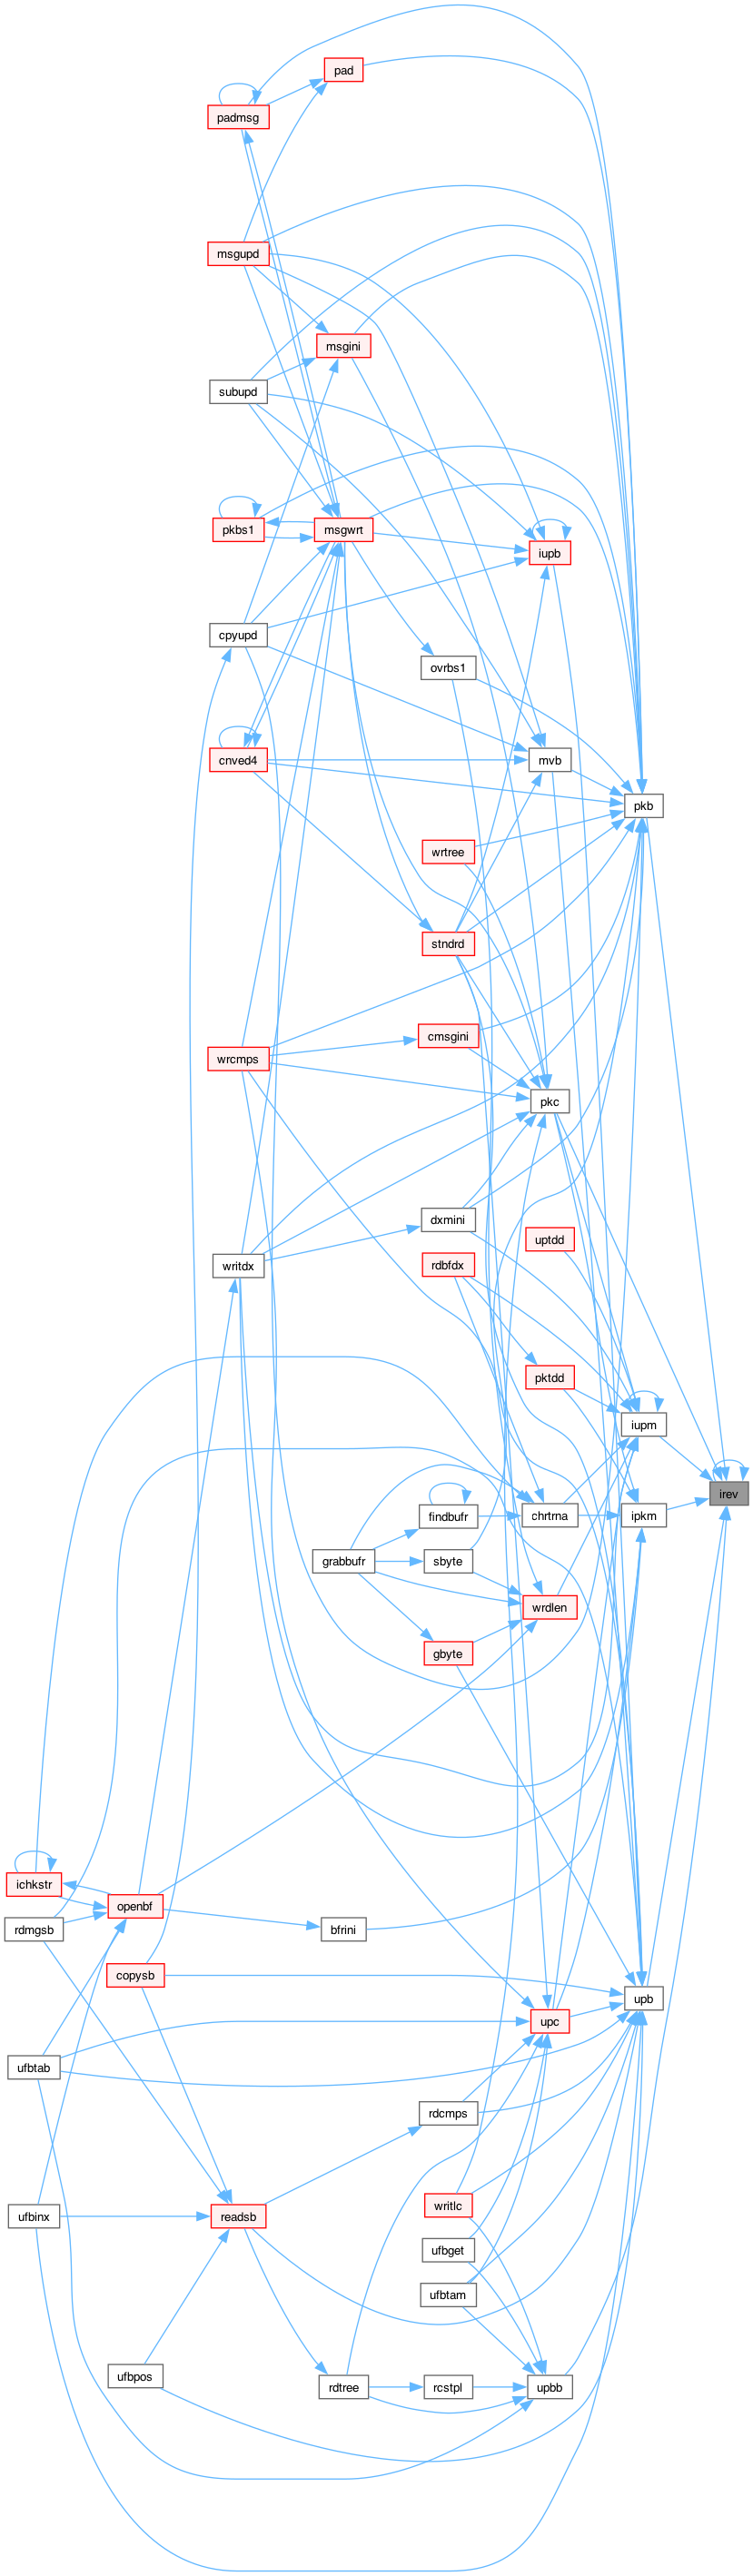 pad
padmsg
msgupd
msgini
subupd
pkbs1
msgwrt
iupb
cpyupd
ovrbs1
cnved4
mvb
pkb
wrtree
stndrd
cmsgini
wrcmps
pkc
dxmini
uptdd
writdx
rdbfdx
pktdd
iupm
irev
findbufr
chrtrna
ipkm
grabbufr
sbyte
wrdlen
gbyte
ichkstr
openbf
rdmgsb
bfrini
copysb
upb
upc
ufbtab
rdcmps
writlc
ufbinx
readsb
ufbget
ufbtam
ufbpos
rdtree
rcstpl
upbb